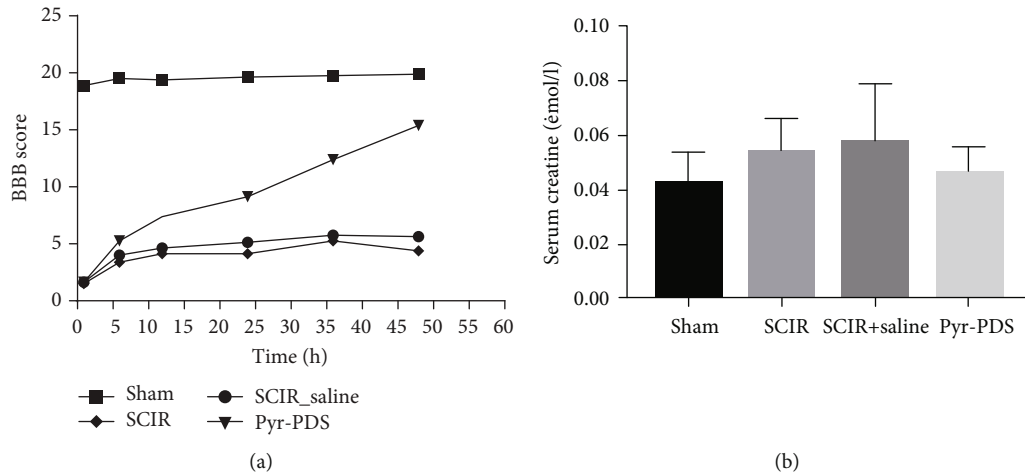 25
20
15
10
5
0
BBB score
0 5 10 15 20 25 30 35 40 45 50 55 60
Time (h)
Sham
SCIR_saline
SCIR
Pyr-PDS
(a)
0.10
0.08
0.06
0.04
0.02
0.00
Serum creatine (ėmol/l)
Sham SCIR SCIR+saline Pyr-PDS
(b)